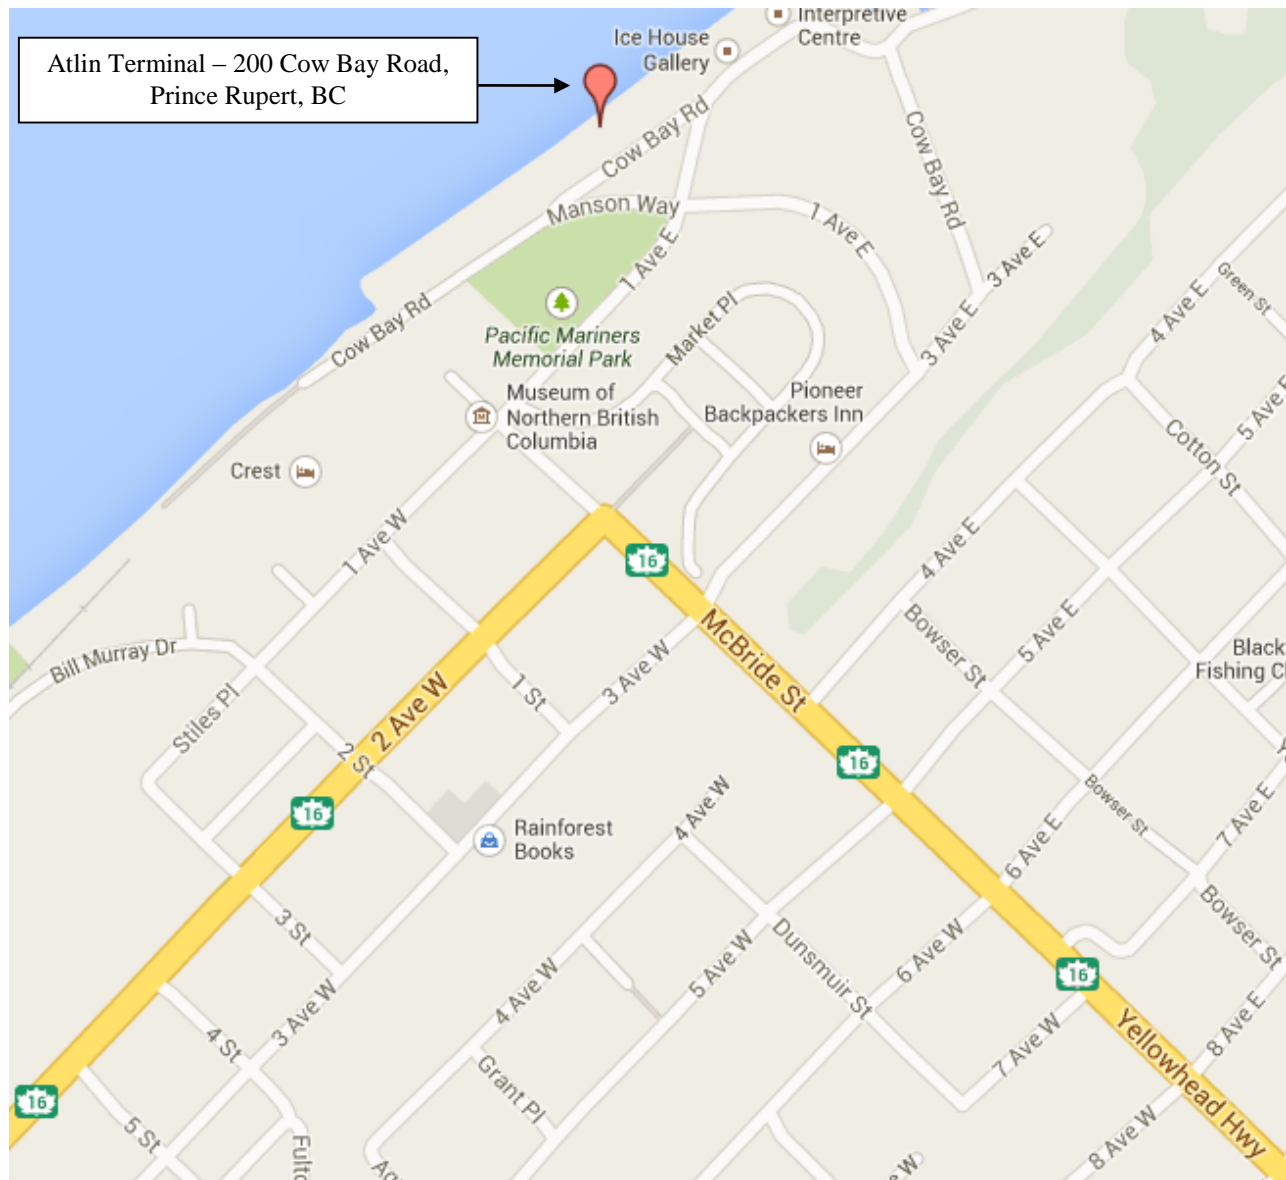 Interpretive
Centre
Ice House
Gallery
Atlin Terminal – 200 Cow Bay Road,
Prince Rupert, BC
Cow Bay Rd
Cow Bay Rd
Manson Way
1 Ave E
1 Ave E
3 Ave E
Green St
4 Ave E
Cow Bay Rd
Market Pl
Pacific Mariners
Memorial Park
3 Ave E
Museum of
Northern British
Columbia
Pioneer
Backpackers Inn
5 Ave E
Cotton St
Crest
1 Ave W
16
4 Ave E
Bowser St
5 Ave E
Black
Fishing Cl
Bill Murray Dr
McBride St
3 Ave W
1 St
Stiles Pl
2 Ave W
2 St
16
16
Bowser St
4 Ave W
7 Ave E
Rainforest
Books
6 Ave E
Bowser St
3 St
Dunsmuir St
6 Ave W
5 Ave W
16
4 Ave W
3 Ave W
4 St
7 Ave W
Yellowhead Hwy
8 Ave E
16
Grant Pl
5 St
Fulto
8 Ave W